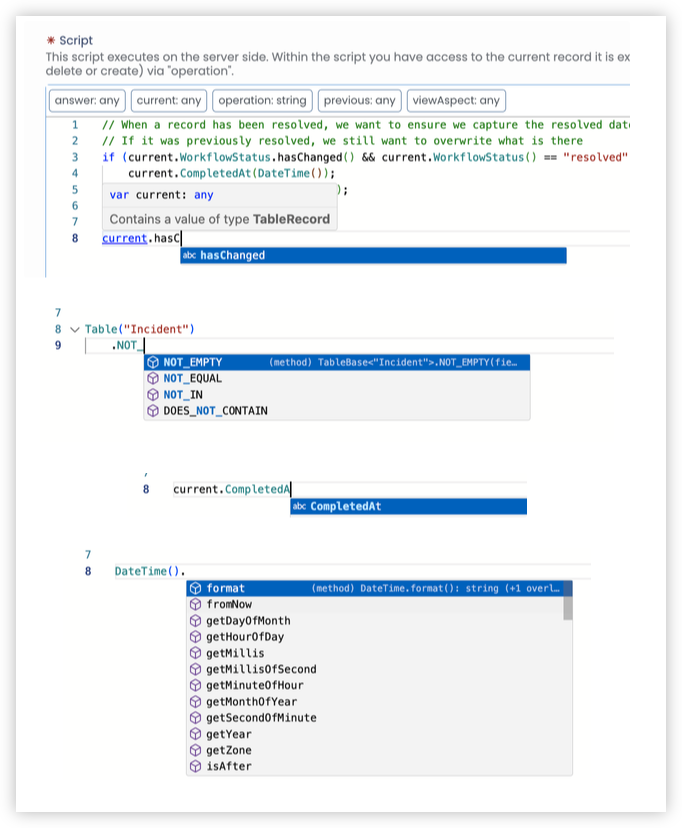 * Script
This script executes on the server side. Within the script you have access to the current record it is ex
delete or create) via "operation".
answer: any current: any operation: string previous: any viewAspect: any
1 // When a record has been resolved, we want to ensure we capture the resolved dat
2 // If it was previously resolved, we still want to overwrite what is there
3 if (current.WorkflowStatus.hasChanged() && current.WorkflowStatus() == "resolved"
4 current.CompletedAt(DateTime());
5 );
var current: any
6
7
Contains a value of type TableRecord
8 current.hasC
abc hasChanged
7
8 Table("Incident")
9 .NOT_
NOT_EMPTY (method) TableBase<"Incident">.NOT_EMPTY(fie…
NOT_EQUAL
NOT_IN
DOES_NOT_CONTAIN
8 current.CompletedA
abc CompletedAt
7
8 DateTime().
format (method) DateTime.format(): string (+1 overl…
fromNow
getDayOfMonth
getHourOfDay
getMillis
getMillisOfSecond
getMinuteOfHour
getMonthOfYear
getSecondOfMinute
getYear
getZone
isAfter